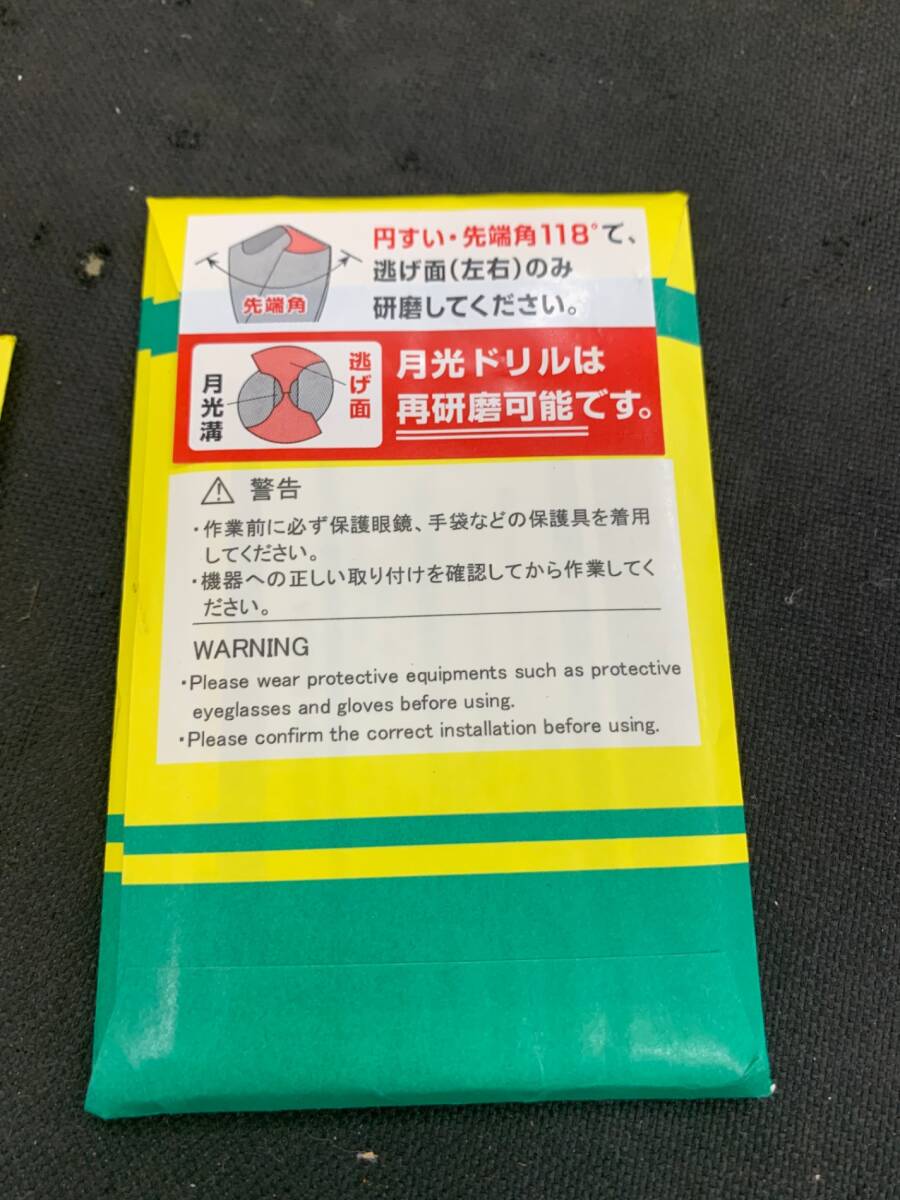 円すい・先端角118°で、
逃げ面(左右)のみ
研磨してください。
先端角
月光溝
逃げ面
月光ドリルは
再研磨可能です。
警告
・作業前に必ず保護眼鏡、手袋などの保護具を着用
してください。
・機器への正しい取り付けを確認してから作業してく
ださい。
WARNING
・Please wear protective equipments such as protective
eyeglasses and gloves before using.
・Please confirm the correct installation before using.